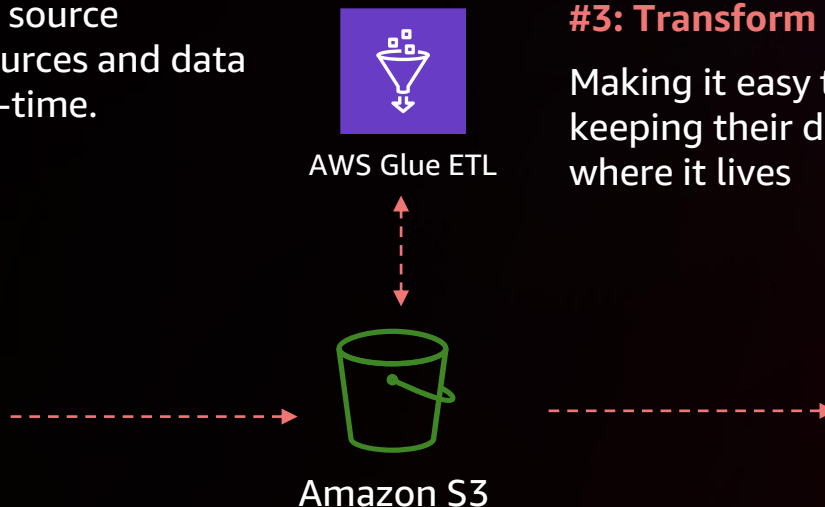 source
urces and data
-time.
AWS Glue ETL
#3: Transform
Making it easy t
keeping their d
where it lives
Amazon S3